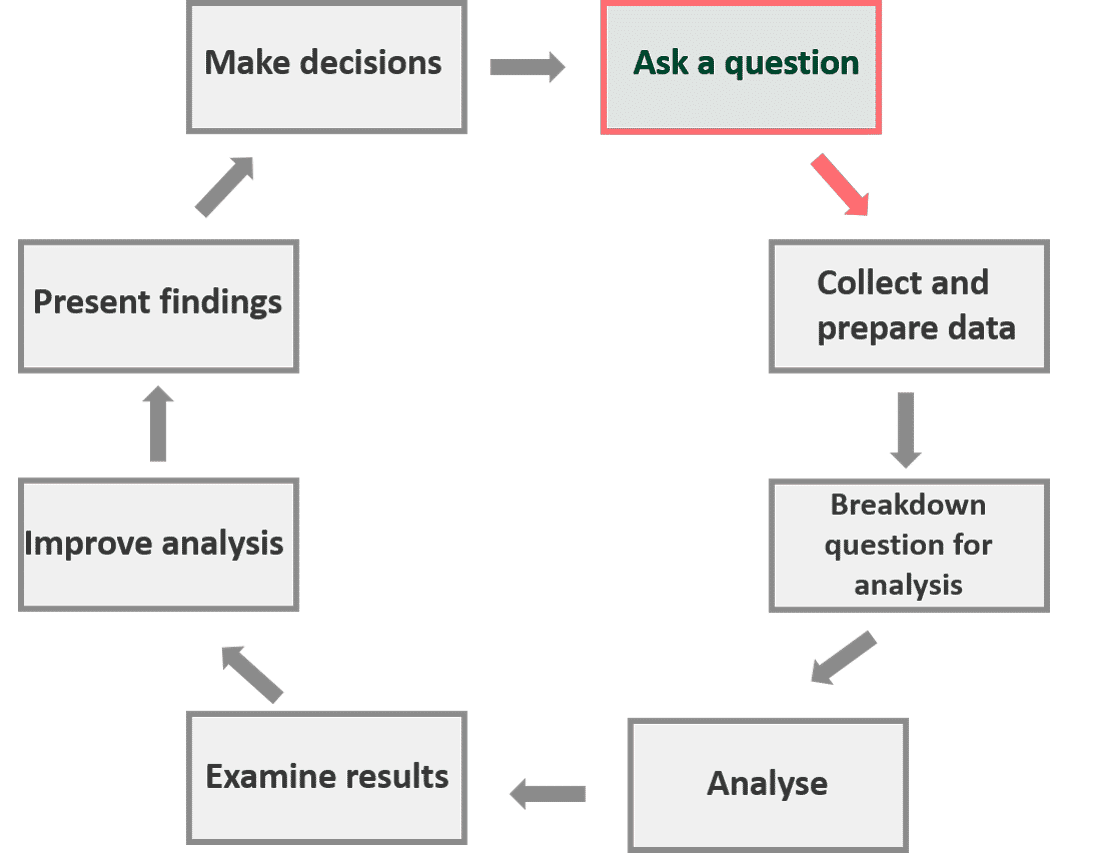 Make decisions
Ask a question
Collect and
prepare data
Breakdown
question for
analysis
Analyse
Examine results
Improve analysis
Present findings